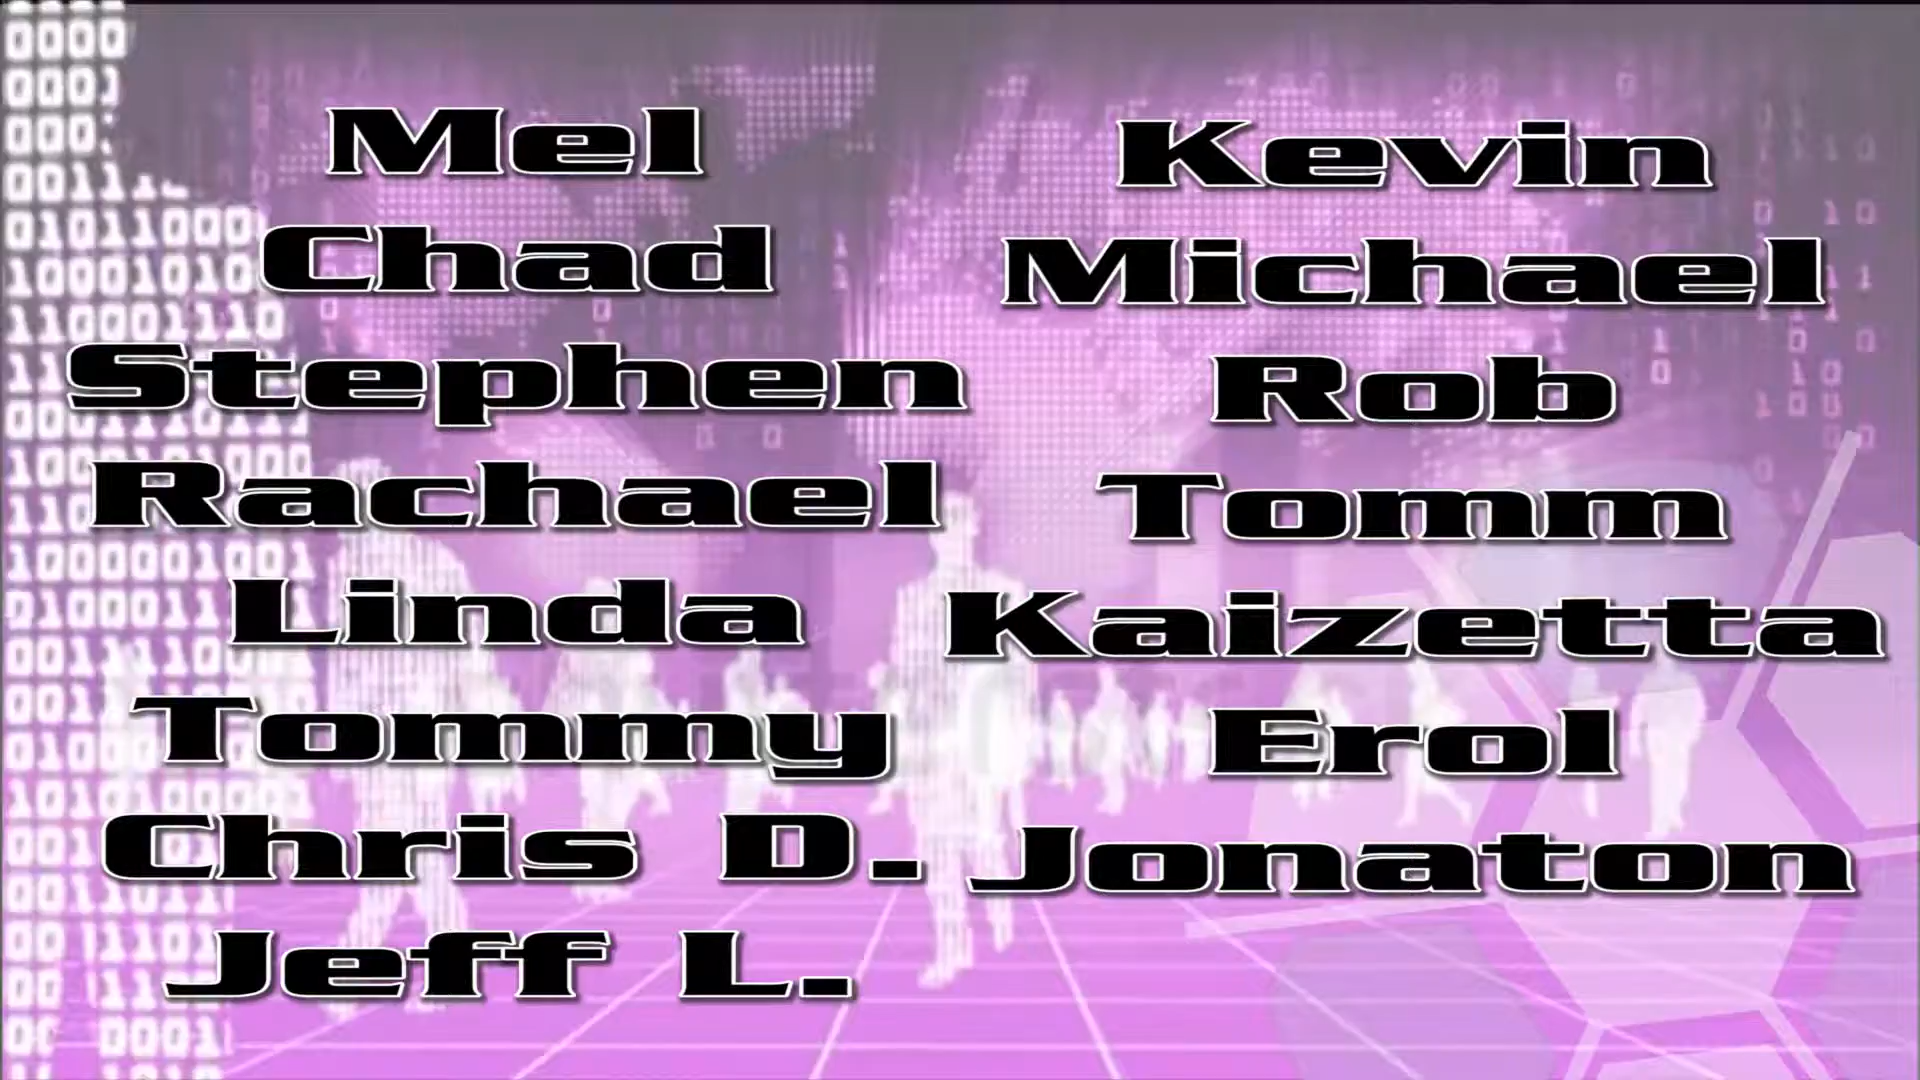 Mel
Chad
Stephen
Rachael
Linda
Tommy
Chris D.
Jeff L.
Kevin
Michael
Rob
Tomm
Kaizetta
Erol
Jonaton